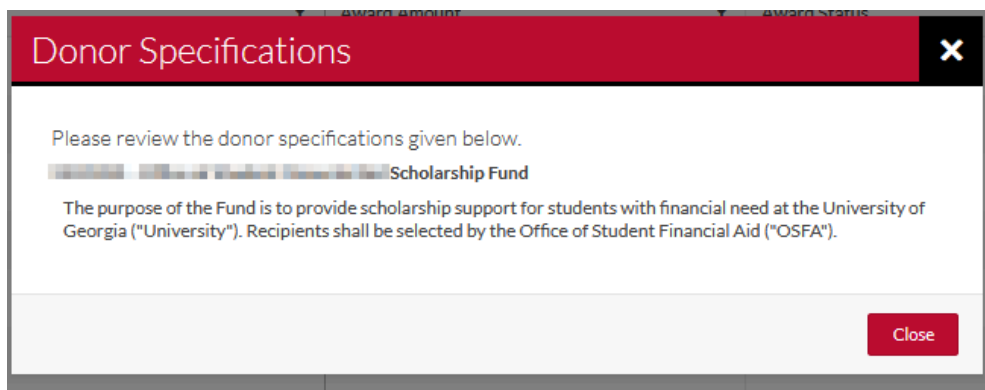 Award Amount
Award Status
Donor Specifications
Please review the donor specifications given below.
Scholarship Fund
The purpose of the Fund is to provide scholarship support for students with financial need at the University of
Georgia ("University"). Recipients shall be selected by the Office of Student Financial Aid ("OSFA").
Close